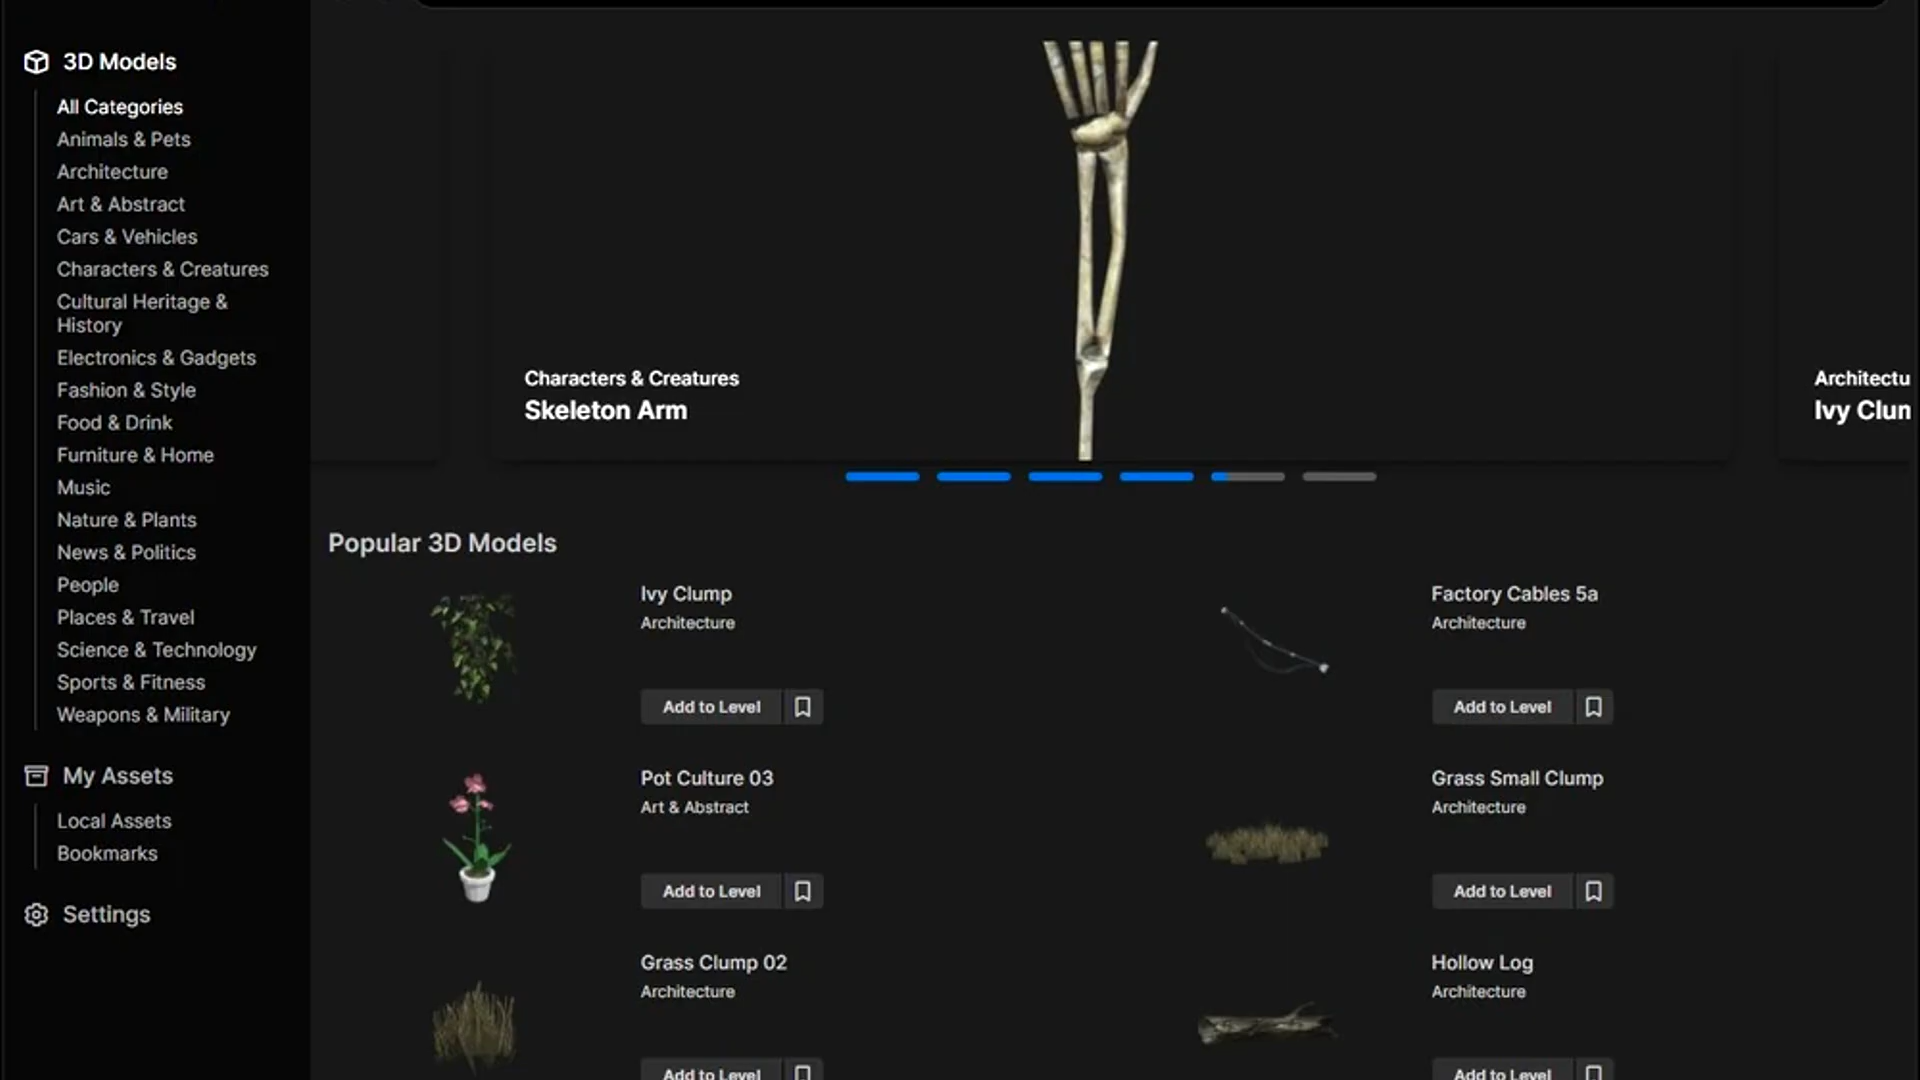 3D Models
All Categories
Animals & Pets
Architecture
Art & Abstract
Cars & Vehicles
Characters & Creatures
Cultural Heritage &
History
Electronics & Gadgets
Fashion & Style
Food & Drink
Furniture & Home
Music
Nature & Plants
News & Politics
People
Places & Travel
Science & Technology
Sports & Fitness
Weapons & Military
My Assets
Local Assets
Bookmarks
Settings
Characters & Creatures
Skeleton Arm
Architectu
Ivy Clum
Popular 3D Models
Ivy Clump
Architecture
Add to Level
Factory Cables 5a
Architecture
Add to Level
Pot Culture 03
Art & Abstract
Add to Level
Grass Small Clump
Architecture
Add to Level
Grass Clump 02
Architecture
Add to Level
Hollow Log
Architecture
Add to Level